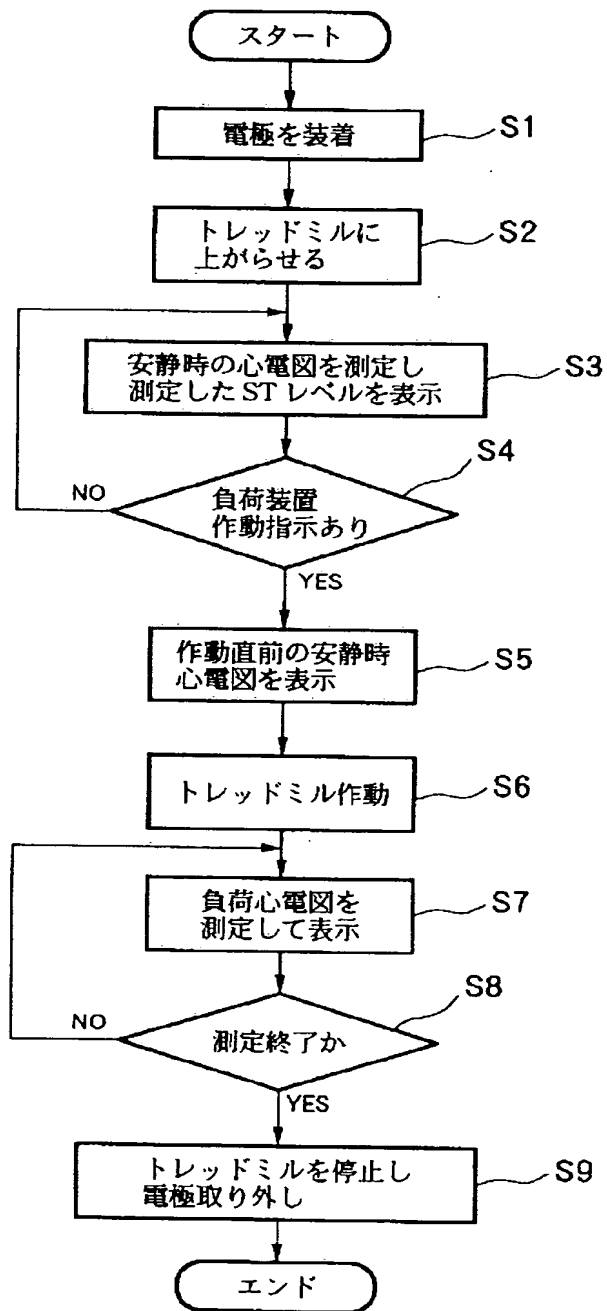 スタート
電極を装着
S1
トレッドミルに
上がらせる
S2
安静時の心電図を測定し
測定したSTレベルを表示
S3
S4
NO
負荷装置
作動指示あり
YES
作動直前の安静時
心電図を表示
S5
トレッドミル作動
S6
負荷心電図を
測定して表示
S7
S8
NO
測定終了か
YES
トレッドミルを停止し
電極取り外し
S9
エンド